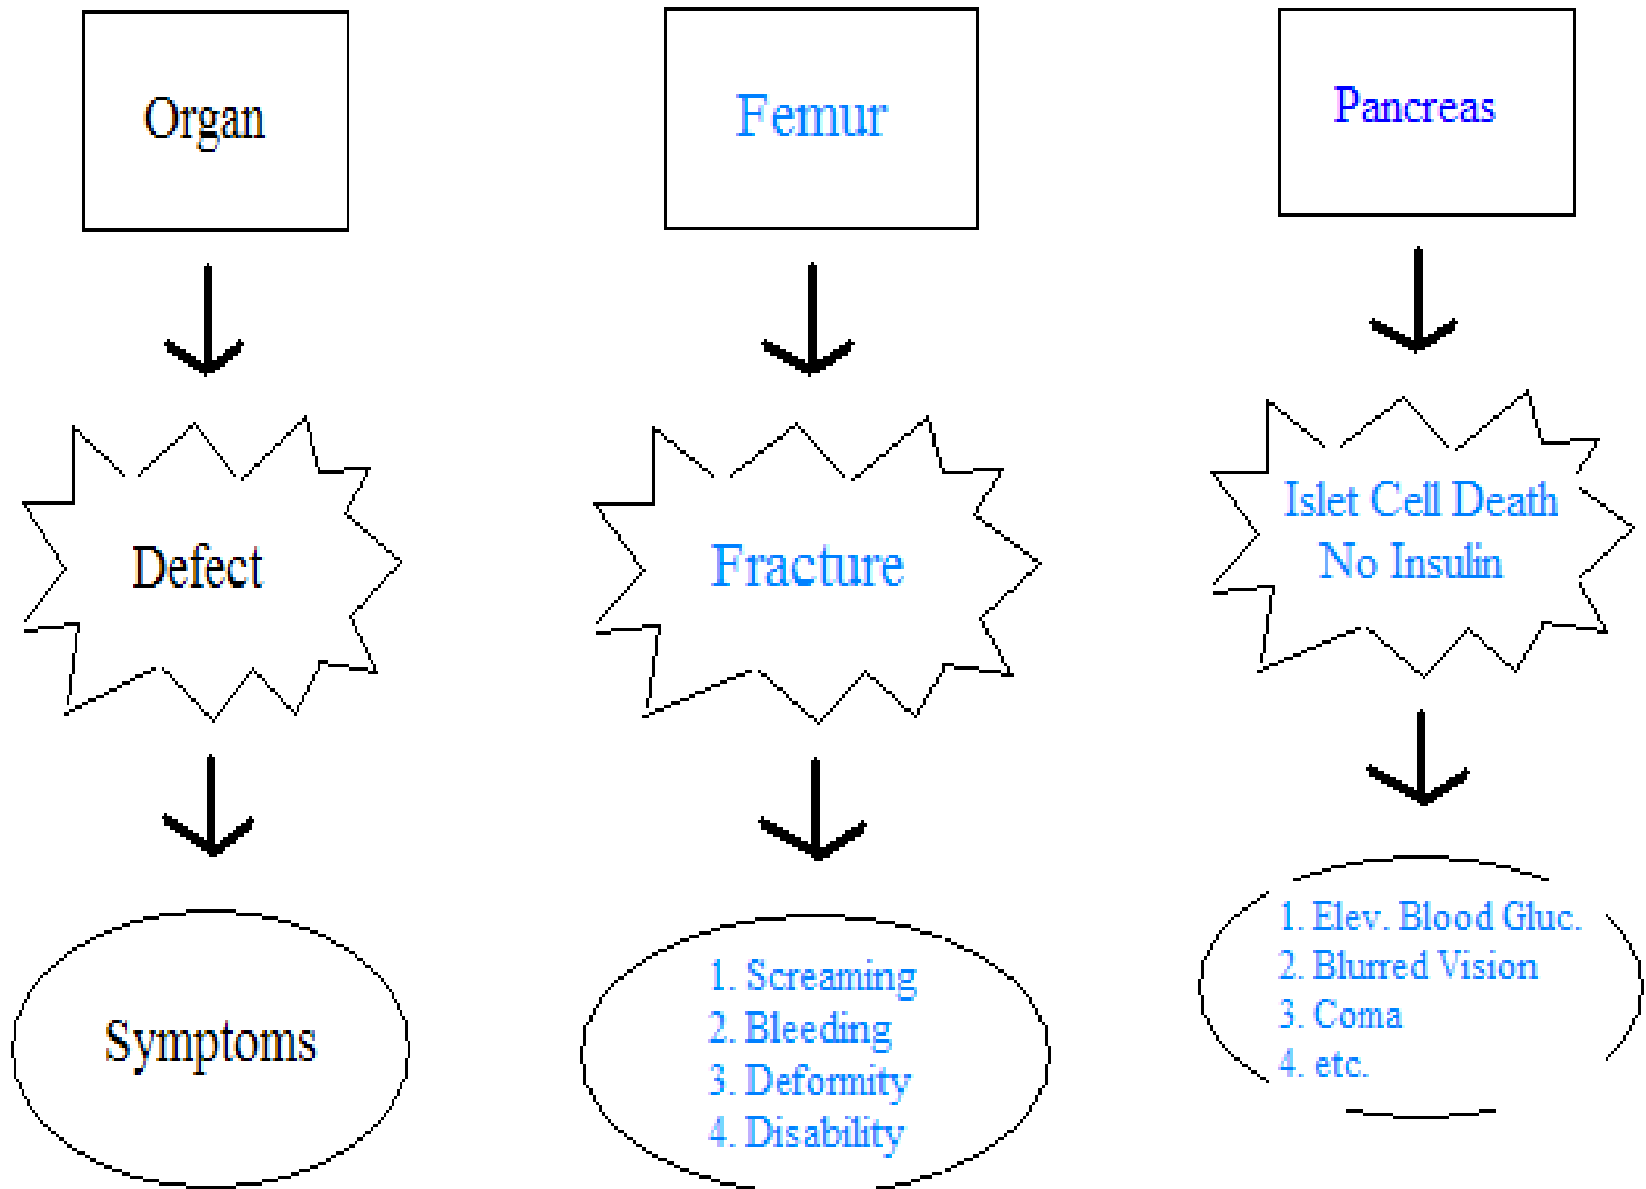 Organ
Defect
Symptoms
Femur
Fracture
1. Screaming
2. Bleeding
3. Deformity
4. Disability
Pancreas
Islet Cell Death
No Insulin
1. Elev. Blood Gluc.
2. Blurred Vision
3. Coma
4. etc.